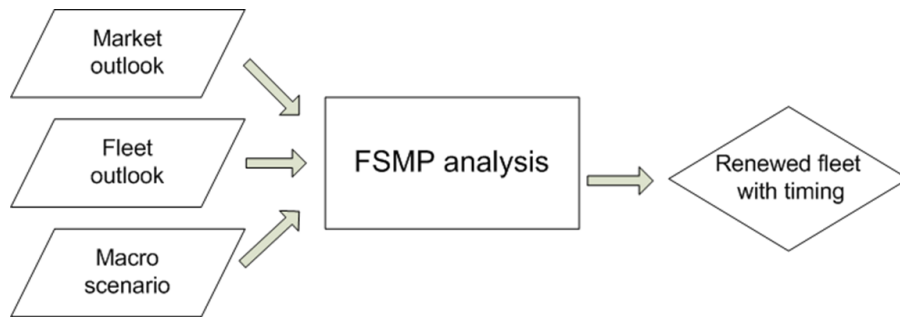 Market
outlook
Fleet
outlook
Macro
scenario
FSMP analysis
Renewed fleet
with timing